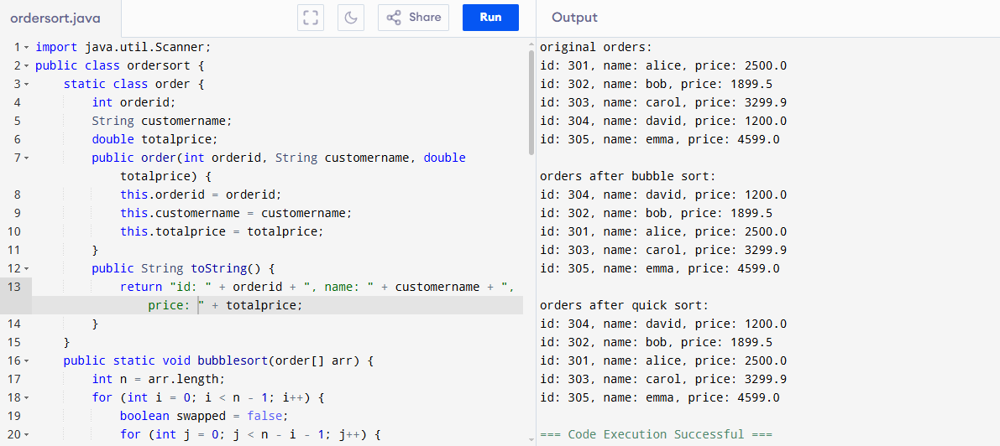 ordersort.java
Share
Run
Output
1 import java.util.Scanner;
2 public class ordersort {
3 static class order {
4 int orderid;
5 String customername;
6 double totalprice;
7 public order(int orderid, String customername, double
totalprice) {
8 this.orderid = orderid;
9 this.customername = customername;
10 this.totalprice = totalprice;
11 }
12 public String toString() {
13 return "id: " + orderid + ", name: " + customername + ",
price: " + totalprice;
14 }
15 }
16 public static void bubblesort(order[] arr) {
17 int n = arr.length;
18 for (int i = 0; i < n - 1; i++) {
19 boolean swapped = false;
20 for (int j = 0; j < n - i - 1; j++) {
original orders:
id: 301, name: alice, price: 2500.0
id: 302, name: bob, price: 1899.5
id: 303, name: carol, price: 3299.9
id: 304, name: david, price: 1200.0
id: 305, name: emma, price: 4599.0
orders after bubble sort:
id: 304, name: david, price: 1200.0
id: 302, name: bob, price: 1899.5
id: 301, name: alice, price: 2500.0
id: 303, name: carol, price: 3299.9
id: 305, name: emma, price: 4599.0
orders after quick sort:
id: 304, name: david, price: 1200.0
id: 302, name: bob, price: 1899.5
id: 301, name: alice, price: 2500.0
id: 303, name: carol, price: 3299.9
id: 305, name: emma, price: 4599.0
=== Code Execution Successful ===